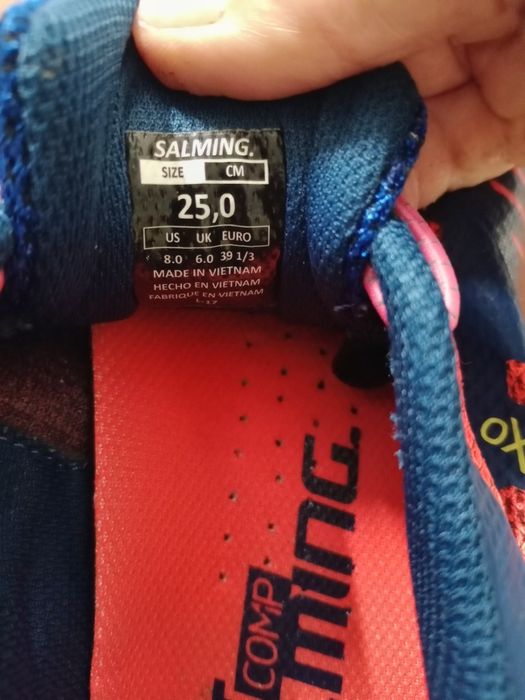 SALMING.
SIZE CM
25,0
US UK EURO
8.0 6.0 39 1/3
MADE IN VIETNAM
HECHO EN VIETNAM
FABRIQUE EN VIETNAM
COMP
MING.